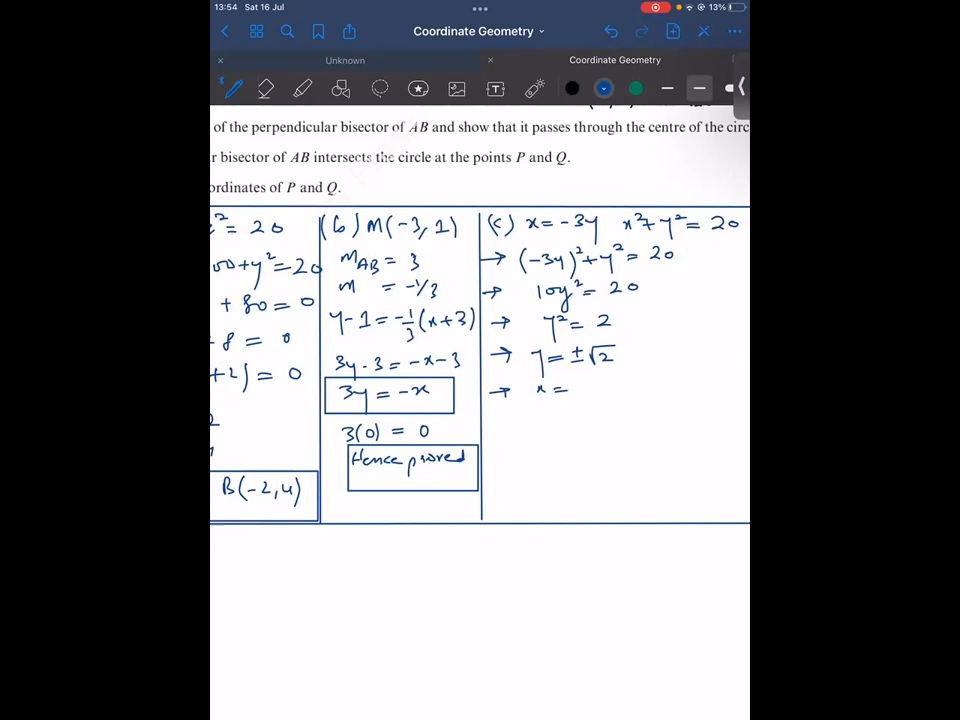 13:54 Sat 16 Jul
13%
Coordinate Geometry
Unknown
Coordinate Geometry
of the perpendicular bisector of AB and show that it passes through the centre of the circ
r bisector of AB intersects the circle at the points P and Q.
ordinates of P and Q.
² = 20
00+y² = 20
+ 80 = 0
8 = 0
+2) = 0
B(-2,4)
(b) M(-3, 1)
m_AB = 3
m = -1/3
y-1 = -1/3(x+3)
3y-3 = -x-3
3y = -x
3(0) = 0
Hence proved
(c) x = -3y x²+y² = 20
→ (-3y)²+y² = 20
→ 10y² = 20
→ y² = 2
→ y = ±√2
→ x =